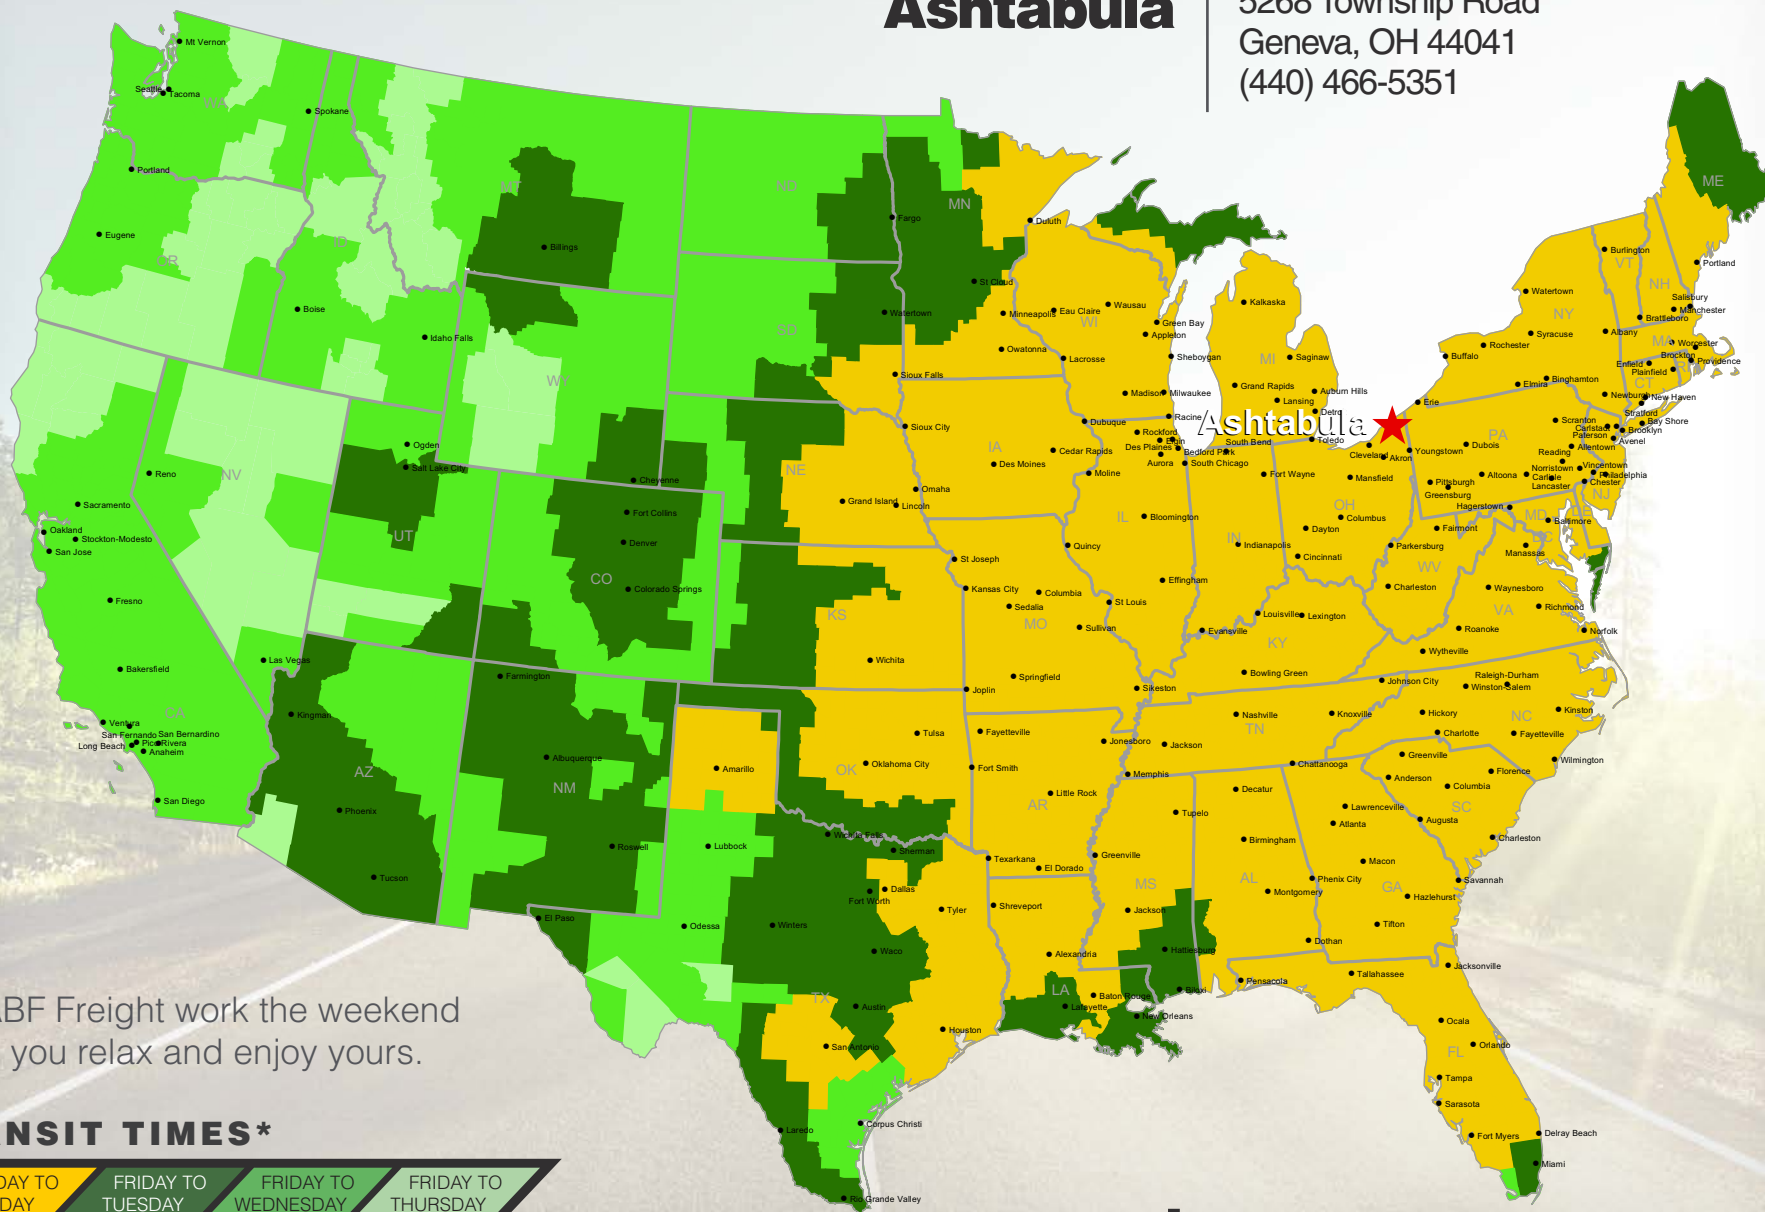 Ashtabula
5268 Township Road
Geneva, OH 44041
(440) 466-5351
Mt Vernon
Seattle
Tacoma
WA
Spokane
Portland
Eugene
OR
ID
Boise
Idaho Falls
MT
Billings
ND
Fargo
MN
Duluth
St Cloud
Minneapolis
Owatonna
SD
Watertown
Sioux Falls
WY
Cheyenne
Ogden
Salt Lake City
UT
NV
Reno
Las Vegas
Sacramento
Oakland
Stockton-Modesto
San Jose
Fresno
Bakersfield
CA
Ventura
San Fernando
San Bernardino
Long Beach
Pico Rivera
Anaheim
San Diego
AZ
Kingman
Phoenix
Tucson
NM
Farmington
Albuquerque
Roswell
CO
Fort Collins
Denver
Colorado Springs
NE
Grand Island
Lincoln
Omaha
KS
Wichita
OK
Tulsa
Oklahoma City
TX
Amarillo
Lubbock
Wichita Falls
Sherman
Dallas
Fort Worth
Tyler
El Paso
Odessa
Winters
Waco
Austin
San Antonio
Houston
Corpus Christi
Laredo
Rio Grande Valley
IA
Sioux City
Des Moines
Cedar Rapids
Dubuque
WI
Eau Claire
Wausau
Green Bay
Appleton
Sheboygan
Lacrosse
Madison
Milwaukee
Racine
IL
Rockford
Elgin
Des Plaines
Bedford Park
Aurora
South Chicago
Moline
Bloomington
Quincy
Effingham
MO
St Joseph
Kansas City
Columbia
Sedalia
St Louis
Sullivan
Springfield
Joplin
Sikeston
AR
Fayetteville
Fort Smith
Jonesboro
Little Rock
Texarkana
El Dorado
LA
Shreveport
Alexandria
Baton Rouge
Lafayette
New Orleans
MS
Tupelo
Greenville
Jackson
Hattiesburg
Biloxi
MI
Kalkaska
Saginaw
Grand Rapids
Lansing
Auburn Hills
Ashtabula
IN
South Bend
Fort Wayne
Indianapolis
Evansville
OH
Toledo
Cleveland
Akron
Youngstown
Mansfield
Columbus
Dayton
Cincinnati
KY
Louisville
Lexington
Bowling Green
TN
Nashville
Knoxville
Johnson City
Jackson
Memphis
Chattanooga
AL
Decatur
Birmingham
Montgomery
Dothan
Phenix City
GA
Lawrenceville
Atlanta
Augusta
Macon
Savannah
Hazlehurst
Tifton
FL
Pensacola
Tallahassee
Jacksonville
Ocala
Orlando
Tampa
Sarasota
Fort Myers
Delray Beach
Miami
SC
Greenville
Anderson
Florence
Columbia
Charleston
NC
Raleigh-Durham
Winston-Salem
Hickory
Charlotte
Kinston
Fayetteville
Wilmington
VA
Manassas
Waynesboro
Richmond
Roanoke
Norfolk
Wytheville
WV
Fairmont
Parkersburg
Charleston
MD
DE
DC
Hagerstown
Baltimore
PA
Erie
Dubois
Pittsburgh
Greensburg
Altoona
Scranton
Allentown
Reading
Norristown
Carlisle
Lancaster
Vincentown
Philadelphia
Chester
NJ
Carlstadt
Paterson
Avenel
Brooklyn
Bay Shore
NY
Watertown
Syracuse
Rochester
Buffalo
Elmira
Binghamton
Albany
Newburgh
VT
Burlington
Brattleboro
NH
Salisbury
Manchester
ME
Portland
MA
Worcester
Brockton
Providence
RI
Enfield
Plainfield
CT
New Haven
Stratford
ABF Freight work the weekend
you relax and enjoy yours.
NSIT TIMES*
DAY TO
DAY
FRIDAY TO
TUESDAY
FRIDAY TO
WEDNESDAY
FRIDAY TO
THURSDAY